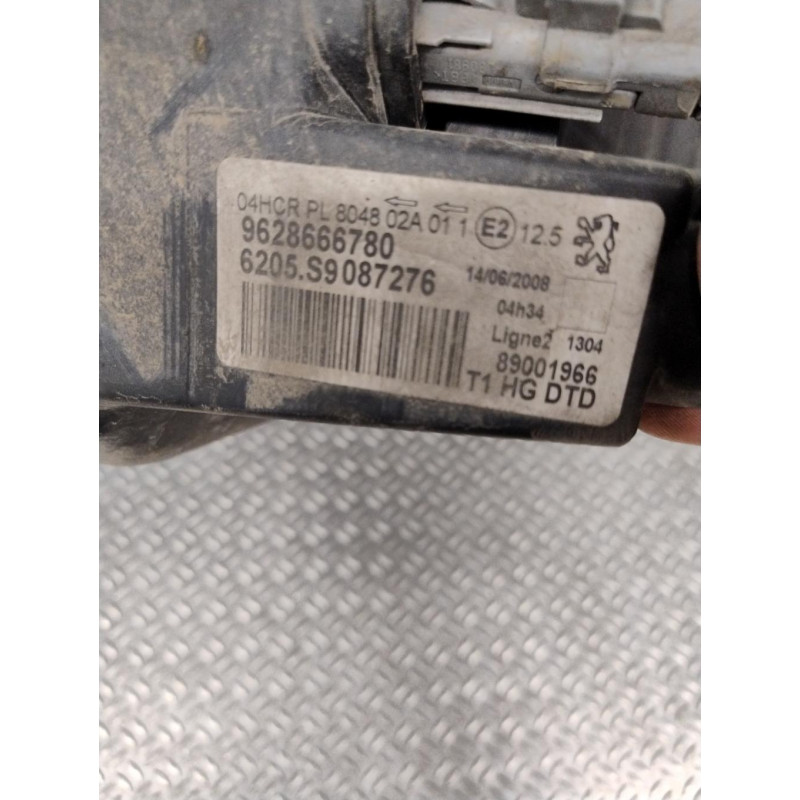 04HCR PL 8048 02A 01 1 E2 12.5
9628666780
6205.S9087276
14/06/2008
04h34
Ligne2 1304
89001966
T1 HG DTD